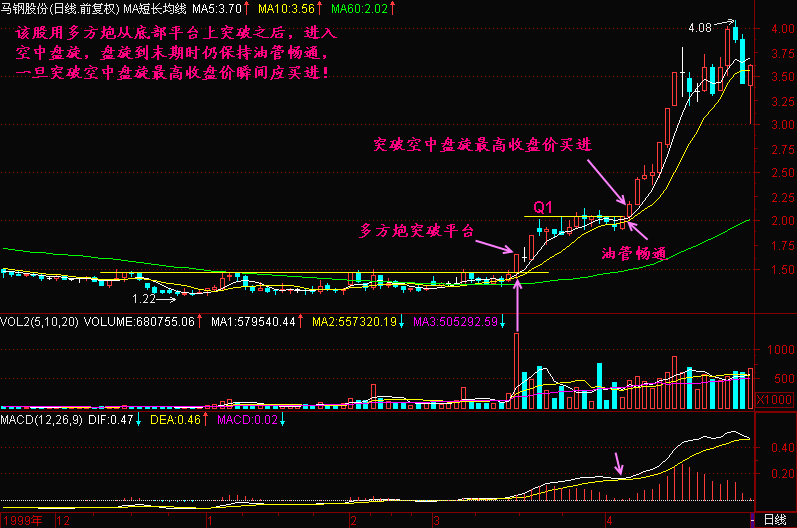 马钢股份(日线.前复权) MA短长均线 MA5:3.70↑ MA10:3.56↑ MA60:2.02↑
该股用多方炮从底部平台上突破之后，进入
空中盘旋，盘旋到末期时仍保持油管畅通，
一旦突破空中盘旋最高收盘价瞬间应买进！
4.08
4.00
3.75
3.50
3.25
3.00
2.75
2.50
2.25
2.00
1.75
1.50
突破空中盘旋最高收盘价买进
Q1
多方炮突破平台
油管畅通
1.22
VOL2(5,10,20) VOLUME:680755.06↑ MA1:579540.44↑ MA2:557320.19↓ MA3:505292.59↓
1000
500
X1000
MACD(12,26,9) DIF:0.47↓ DEA:0.46↑ MACD:0.02↓
0.40
0.20
1999年 12 1 2 3 4 日线